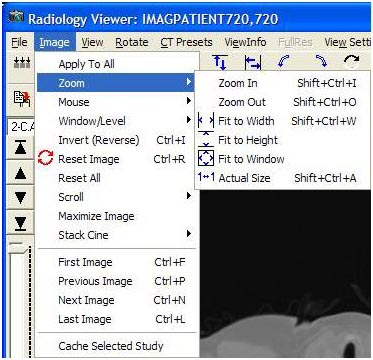 Radiology Viewer: IMAGPATIENT720,720
File Image View Rotate CT Presets ViewInfo FullRes View Setti
Apply To All
Zoom
Mouse
Window/Level
Invert (Reverse) Ctrl+I
Reset Image Ctrl+R
Reset All
Scroll
Maximize Image
Stack Cine
First Image Ctrl+F
Previous Image Ctrl+P
Next Image Ctrl+N
Last Image Ctrl+L
Cache Selected Study
Zoom In Shift+Ctrl+I
Zoom Out Shift+Ctrl+O
Fit to Width Shift+Ctrl+W
Fit to Height
Fit to Window
1↔1 Actual Size Shift+Ctrl+A
2-C.A